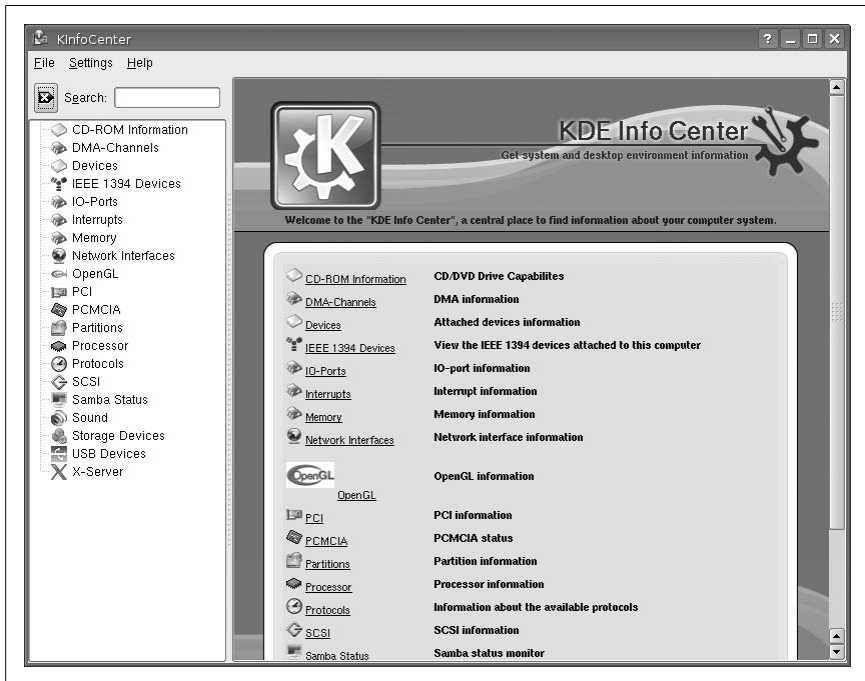 KInfoCenter
File Settings Help
Search:
CD-ROM Information
DMA-Channels
Devices
IEEE 1394 Devices
IO-Ports
Interrupts
Memory
Network Interfaces
OpenGL
PCI
PCMCIA
Partitions
Processor
Protocols
SCSI
Samba Status
Sound
Storage Devices
USB Devices
X-Server
KDE Info Center
Get system and desktop environment information
Welcome to the "KDE Info Center", a central place to find information about your computer system.
CD-ROM Information CD/DVD Drive Capabilites
DMA-Channels DMA information
Devices Attached devices information
IEEE 1394 Devices View the IEEE 1394 devices attached to this computer
IO-Ports IO-port information
Interrupts Interrupt information
Memory Memory information
Network Interfaces Network interface information
OpenGL OpenGL information
OpenGL
PCI PCI information
PCMCIA PCMCIA status
Partitions Partition information
Processor Processor information
Protocols Information about the available protocols
SCSI SCSI information
Samba Status Samba status monitor